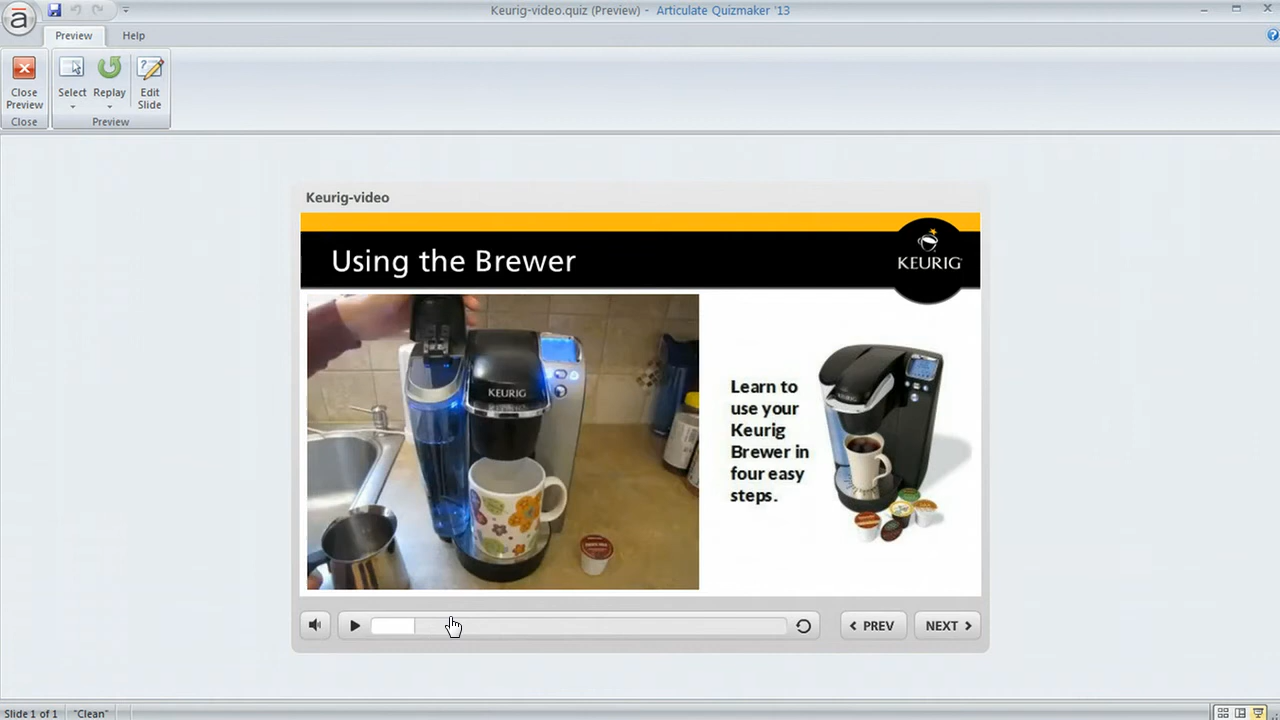 Keurig-video.quiz (Preview) - Articulate Quizmaker '13
Preview Help
Close Preview
Select
Replay
Edit Slide
Close
Preview
Keurig-video
Using the Brewer
KEURIG
KEURIG
Learn to
use your
Keurig
Brewer in
four easy
steps.
PREV
NEXT
Slide 1 of 1 "Clean"